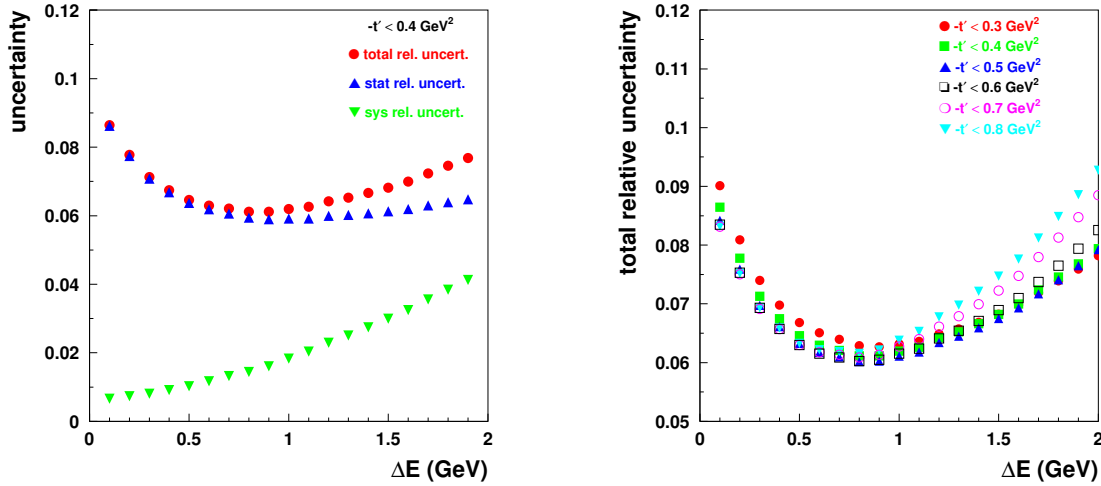 uncertainty
0.12
0.1
0.08
0.06
0.04
0.02
0
-t′ < 0.4 GeV²
total rel. uncert.
stat rel. uncert.
sys rel. uncert.
0 0.5 1 1.5 2
ΔE (GeV)
total relative uncertainty
0.12
0.11
0.1
0.09
0.08
0.07
0.06
0.05
-t′ < 0.3 GeV²
-t′ < 0.4 GeV²
-t′ < 0.5 GeV²
-t′ < 0.6 GeV²
-t′ < 0.7 GeV²
-t′ < 0.8 GeV²
0 0.5 1 1.5 2
ΔE (GeV)